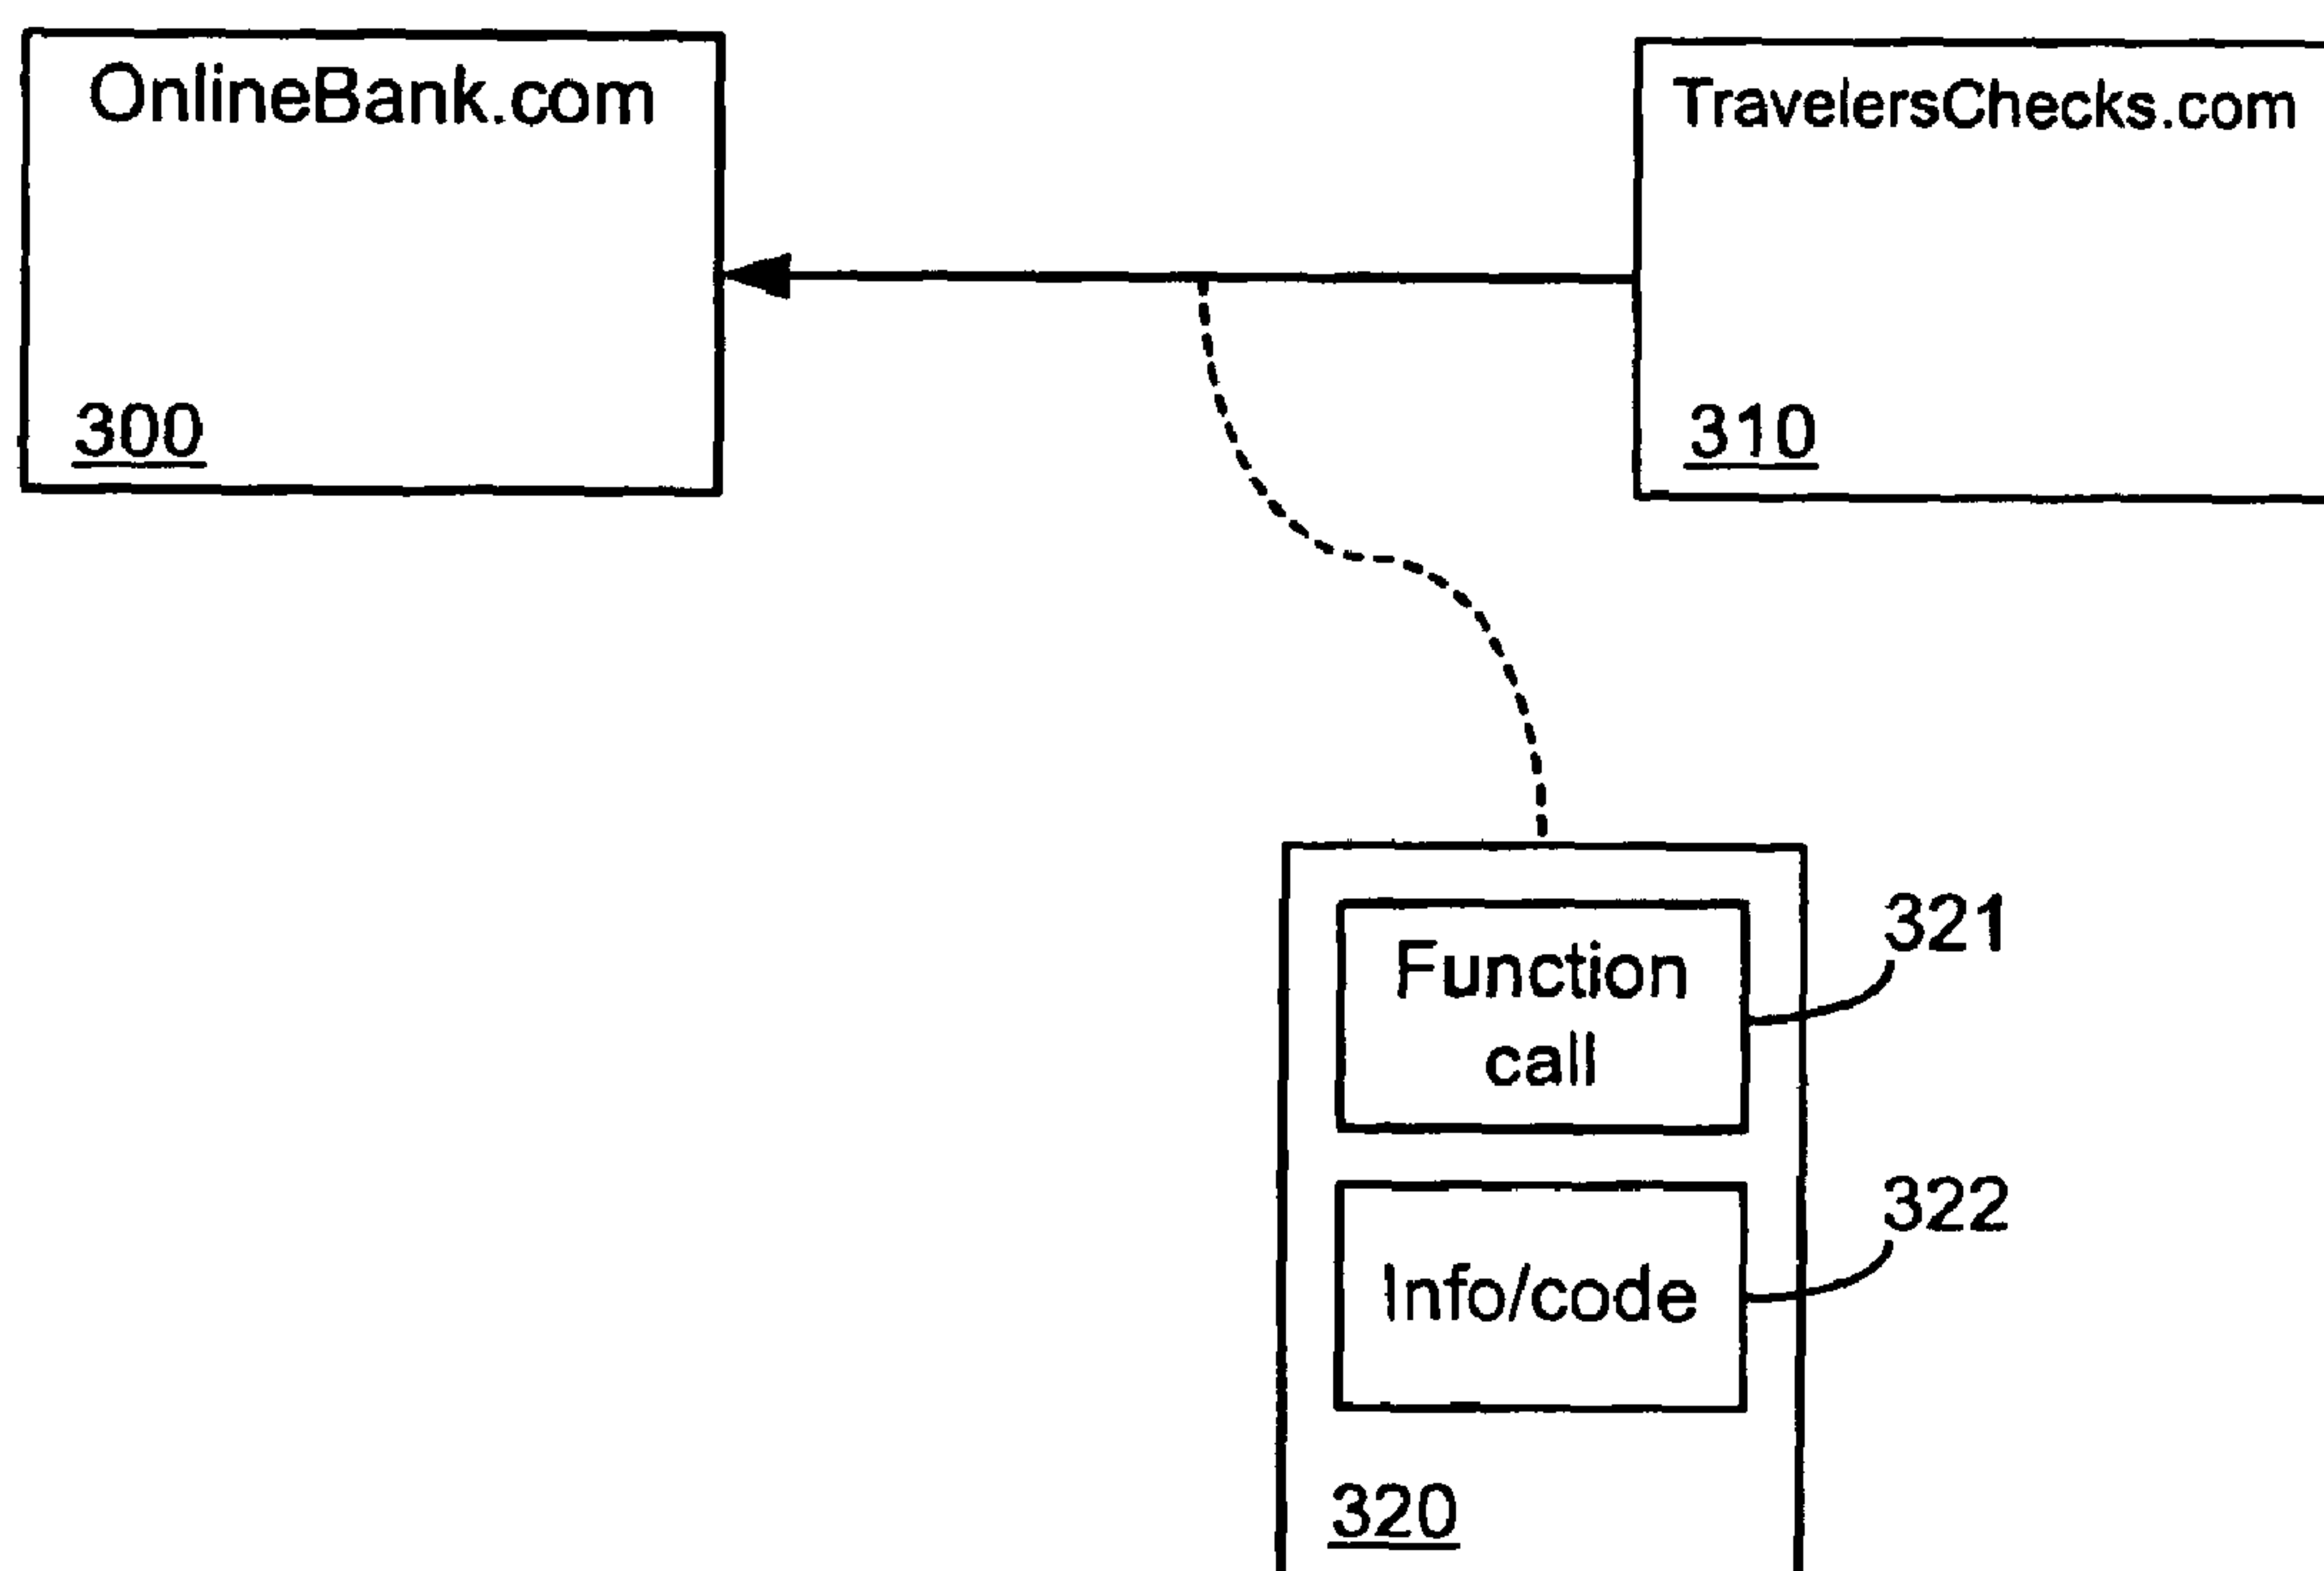 OnlineBank.com
300
TravelersChecks.com
310
Function
call
321
Info/code
322
320